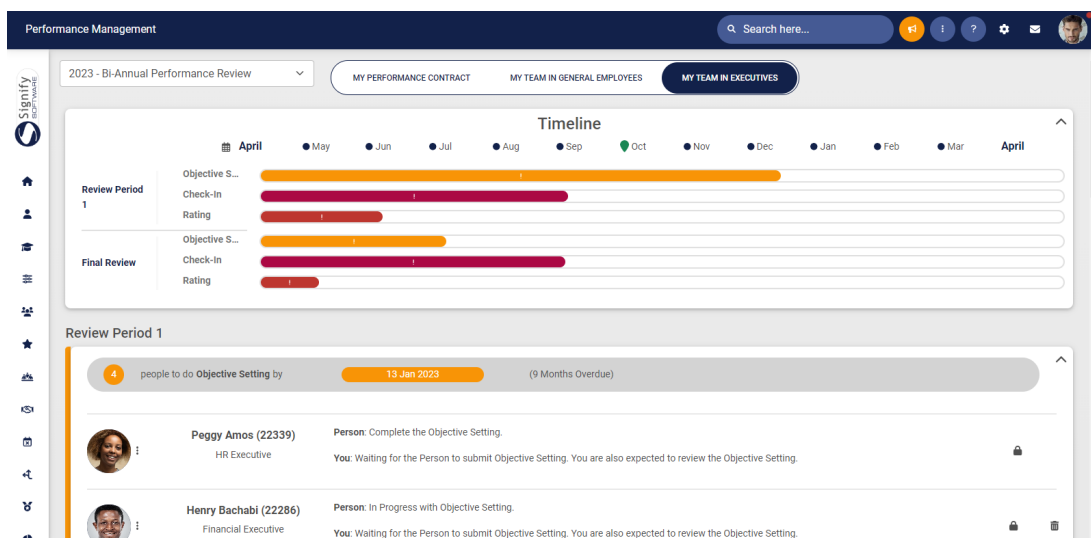 Performance Management
Search here...
Signify
SOFTWARE
2023 - Bi-Annual Performance Review
MY PERFORMANCE CONTRACT
MY TEAM IN GENERAL EMPLOYEES
MY TEAM IN EXECUTIVES
Timeline
April May Jun Jul Aug Sep Oct Nov Dec Jan Feb Mar April
Review Period
1
Objective S...
!
Check-In
!
Rating
!
Final Review
Objective S...
!
Check-In
!
Rating
!
Review Period 1
4 people to do Objective Setting by 13 Jan 2023 (9 Months Overdue)
Peggy Amos (22339)
HR Executive
Person: Complete the Objective Setting.
You: Waiting for the Person to submit Objective Setting. You are also expected to review the Objective Setting.
Henry Bachabi (22286)
Financial Executive
Person: In Progress with Objective Setting.
You: Waiting for the Person to submit Objective Setting. You are also expected to review the Objective Setting.